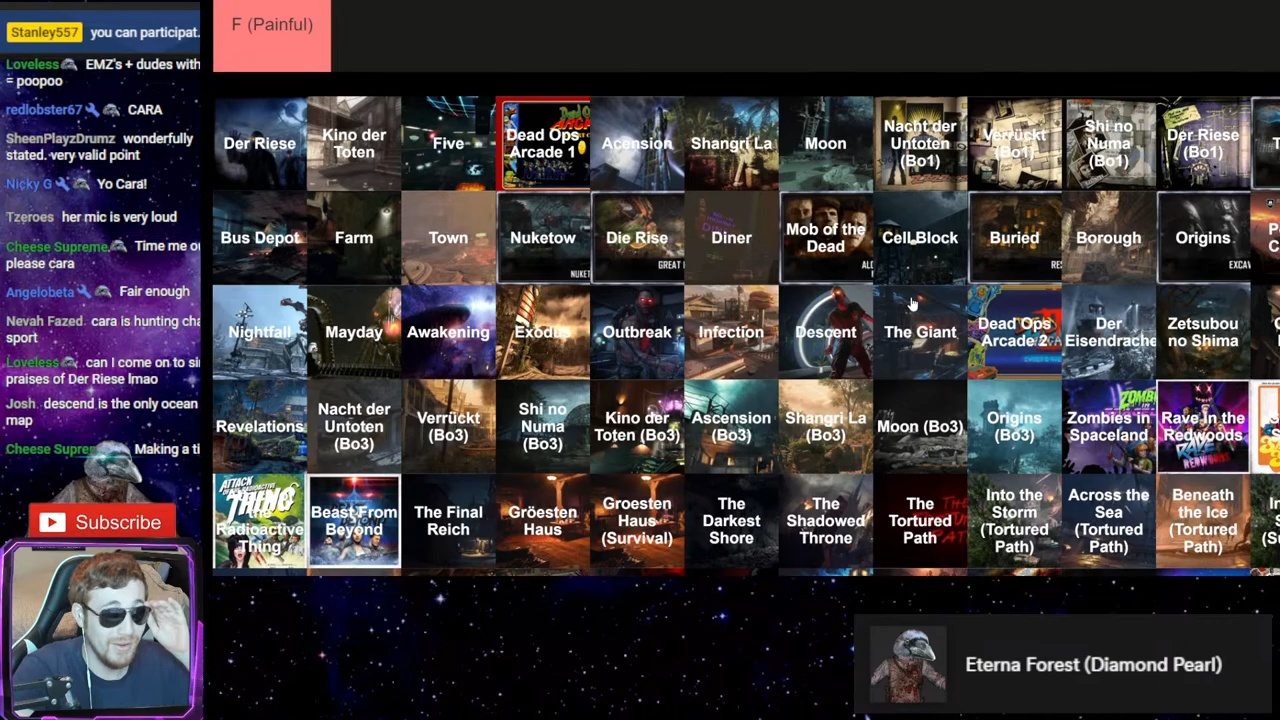 Stanley557 you can participat.
Loveless EMZ's + dudes with
= poopoo
redlobster67 CARA
SheenPlayzDrumz wonderfully
stated. very valid point
Nicky G Yo Cara!
Tzeroes her mic is very loud
Cheese Supreme. Time me ou
please cara
Angelobeta Fair enough
Nevah Fazed. cara is hunting cha
sport
Loveless can I come on to sin
praises of Der Riese lmao
Josh. descend is the only ocean
map
Cheese Supre Making a ti
Subscribe
F (Painful)
Der Riese
Kino der
Toten
Five
Dead Ops
Arcade 1
Acension
Shangri La
Moon
Nacht der
Untoten
(Bo1)
Verrückt
(Bo1)
Shi no
Numa
(Bo1)
Der Riese
(Bo1)
Bus Depot
Farm
Town
Nuketow
NUKET
Die Rise
GREAT
Diner
Mob of the
Dead
Cell Block
Buried
Borough
Origins
EXCAV
Nightfall
Mayday
Awakening
Exodus
Outbreak
Infection
Descent
The Giant
Dead Ops
Arcade 2
Der
Eisendrache
Zetsubou
no Shima
Revelations
Nacht der
Untoten
(Bo3)
Verrückt
(Bo3)
Shi no
Numa
(Bo3)
Kino der
Toten (Bo3)
Ascension
(Bo3)
Shangri La
(Bo3)
Moon (Bo3)
Origins
(Bo3)
Zombies in
Spaceland
Rave in the
Redwoods
ATTACK
THING
Radioactive
Thing
Beast From
Beyond
The Final
Reich
Gröesten
Haus
Groesten
Haus
(Survival)
The
Darkest
Shore
The
Shadowed
Throne
The
Tortured
Path
Into the
Storm
(Tortured
Path)
Across the
Sea
(Tortured
Path)
Beneath
the Ice
(Tortured
Path)
Eterna Forest (Diamond Pearl)